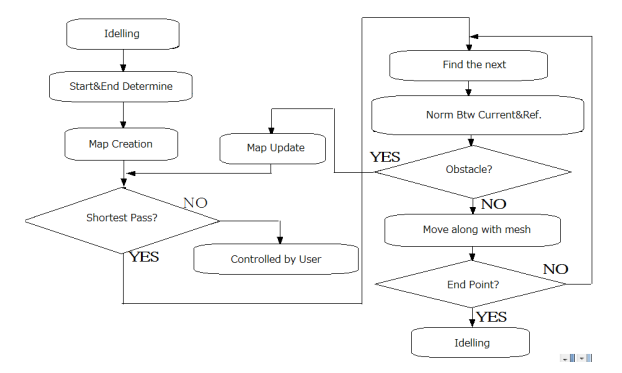 Idelling
Start&End Determine
Map Creation
Map Update
Shortest Pass?
NO
YES
Controlled by User
Find the next
Norm Btw Current&Ref.
YES
Obstacle?
NO
Move along with mesh
NO
End Point?
YES
Idelling